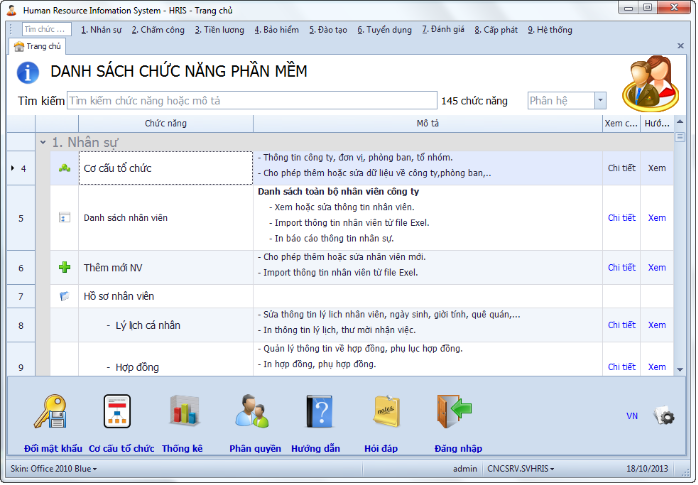 Human Resource Infomation System - HRIS - Trang chủ
Tìm chức ...
1. Nhân sự
2. Chấm công
3. Tiền lương
4. Bảo hiểm
5. Đào tạo
6. Tuyển dụng
7. Đánh giá
8. Cấp phát
9. Hệ thống
Trang chủ
DANH SÁCH CHỨC NĂNG PHẦN MỀM
Tìm kiếm
Tìm kiếm chức năng hoặc mô tả
145 chức năng
Phân hệ
Chức năng
Mô tả
Xem c...
Hướ...
1. Nhân sự
4
Cơ cấu tổ chức
- Thông tin công ty, đơn vị, phòng ban, tổ nhóm.
- Cho phép thêm hoặc sửa dữ liệu về công ty,phòng ban,..
Chi tiết
Xem
5
Danh sách nhân viên
Danh sách toàn bộ nhân viên công ty
- Xem hoặc sửa thông tin nhân viên.
- Import thông tin nhân viên từ file Exel.
- In báo cáo thông tin nhân sự.
Chi tiết
Xem
6
Thêm mới NV
- Cho phép thêm hoặc sửa nhân viên mới.
- Import thông tin nhân viên từ file Exel.
Chi tiết
Xem
7
Hồ sơ nhân viên
8
- Lý lịch cá nhân
- Sửa thông tin lý lich nhân viên, ngày sinh, giới tính, quê quán,...
- In thông tin lý lịch, thư mời nhận việc.
Chi tiết
Xem
9
- Hợp đồng
- Quản lý thông tin về hợp đồng, phụ lục hợp đồng.
- In hợp đồng, phụ hợp đồng.
Chi tiết
Xem
Đổi mật khẩu
Cơ cấu tổ chức
Thống kê
Phân quyền
Hướng dẫn
Hỏi đáp
Đăng nhập
VN
Skin: Office 2010 Blue
admin
CNCSRV.SVHRIS
18/10/2013